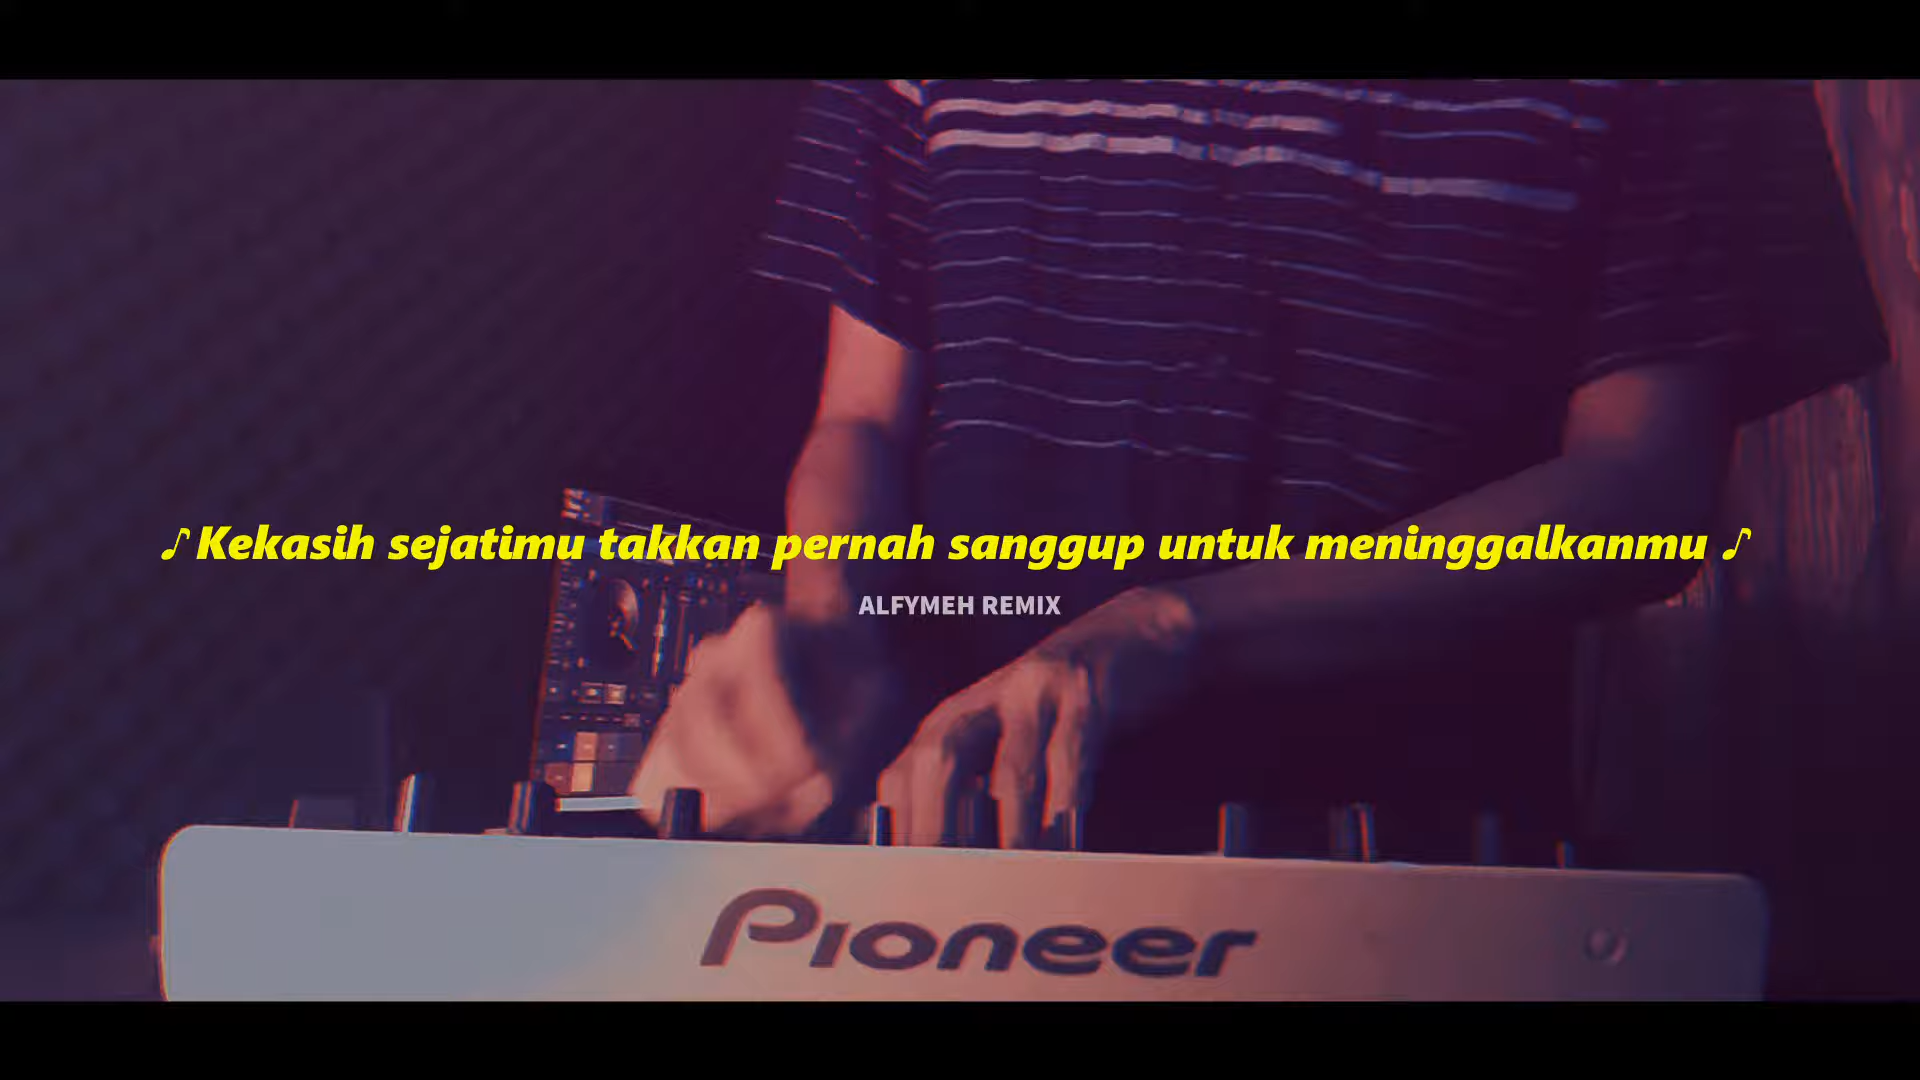 ♪ Kekasih sejatimu takkan pernah sanggup untuk meninggalkanmu ♪
ALFYMEH REMIX
Pioneer